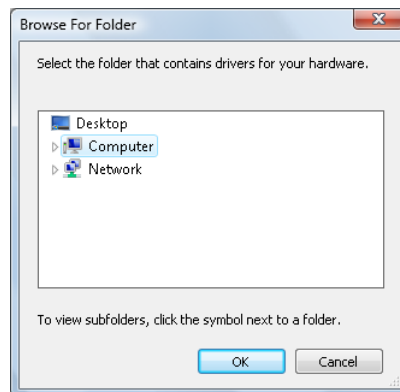 Browse For Folder
Select the folder that contains drivers for your hardware.
Desktop
Computer
Network
To view subfolders, click the symbol next to a folder.
OK Cancel